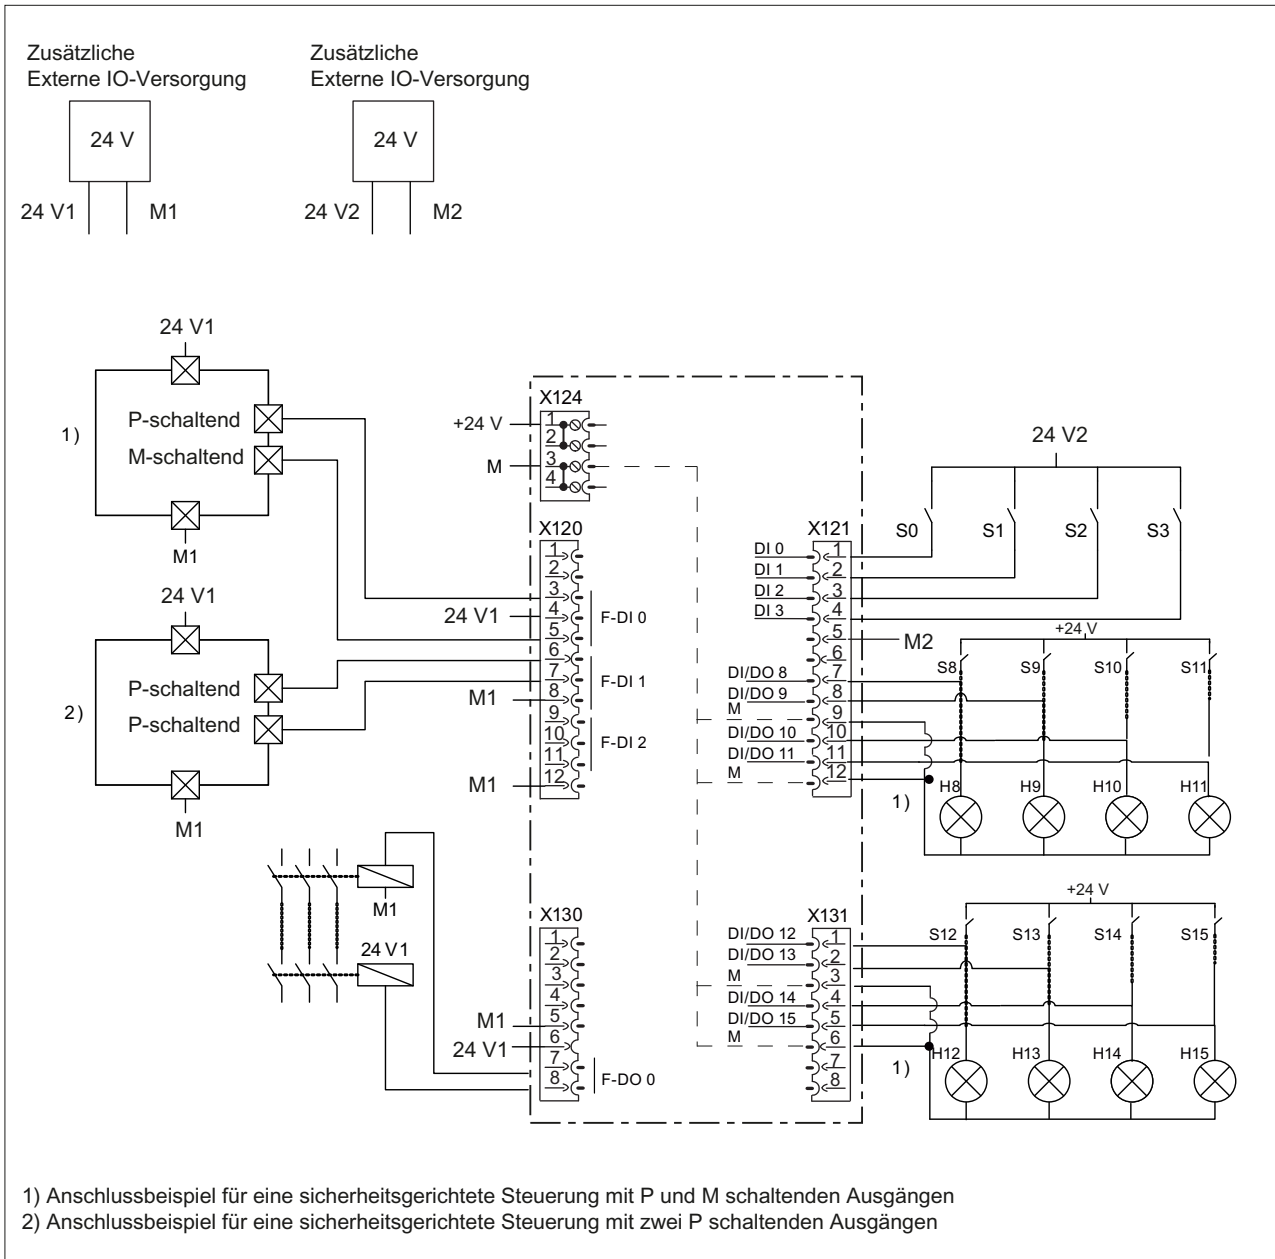 Zusätzliche
Externe IO-Versorgung
24 V
24 V1
M1
Zusätzliche
Externe IO-Versorgung
24 V
24 V2
M2
24 V1
1)
P-schaltend
M-schaltend
M1
24 V1
2)
P-schaltend
P-schaltend
M1
M1
24 V1
X124
+24 V
M
1
2
3
4
X120
1
2
3
4
5
6
7
8
9
10
11
12
24 V1
M1
M1
F-DI 0
F-DI 1
F-DI 2
X130
1
2
3
4
5
6
7
8
M1
24 V1
F-DO 0
X121
DI 0
DI 1
DI 2
DI 3
DI/DO 8
DI/DO 9
M
DI/DO 10
DI/DO 11
M
1
2
3
4
5
6
7
8
9
10
11
12
24 V2
S0
S1
S2
S3
M2
+24 V
S8
S9
S10
S11
1)
H8
H9
H10
H11
X131
DI/DO 12
DI/DO 13
M
DI/DO 14
DI/DO 15
M
1
2
3
4
5
6
7
8
+24 V
S12
S13
S14
S15
1)
H12
H13
H14
H15
1) Anschlussbeispiel für eine sicherheitsgerichtete Steuerung mit P und M schaltenden Ausgängen
2) Anschlussbeispiel für eine sicherheitsgerichtete Steuerung mit zwei P schaltenden Ausgängen